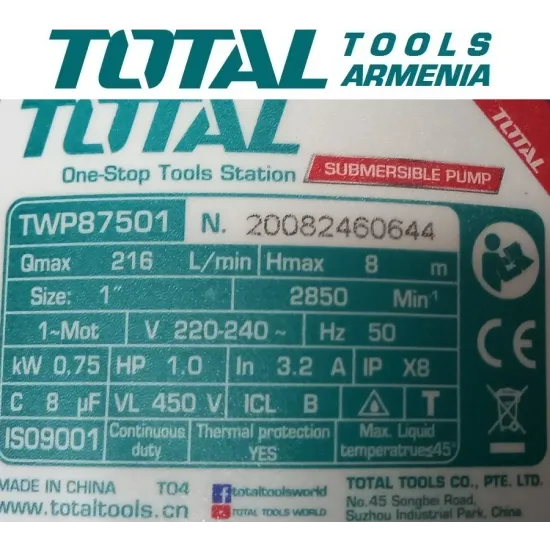 TOTAL TOOLS
ARMENIA
TOTAL
TOTAL
One-Stop Tools Station SUBMERSIBLE PUMP
TWP87501 N. 20082460644
Qmax 216 L/min Hmax 8 m
Size: 1" 2850 Min⁻¹
1~Mot V 220-240~ Hz 50
kW 0,75 HP 1.0 In 3.2 A IP X8
C 8 µF VL 450 V ICL B T
ISO9001 Continuous duty Thermal protection YES Max. Liquid temperatrues45°
MADE IN CHINA T04 totaltoolsworld TOTAL TOOLS CO., PTE. LTD.
www.totaltools.cn TOTAL TOOLS WORLD No.45 Songbei Road,
Suzhou Industrial Park, China.